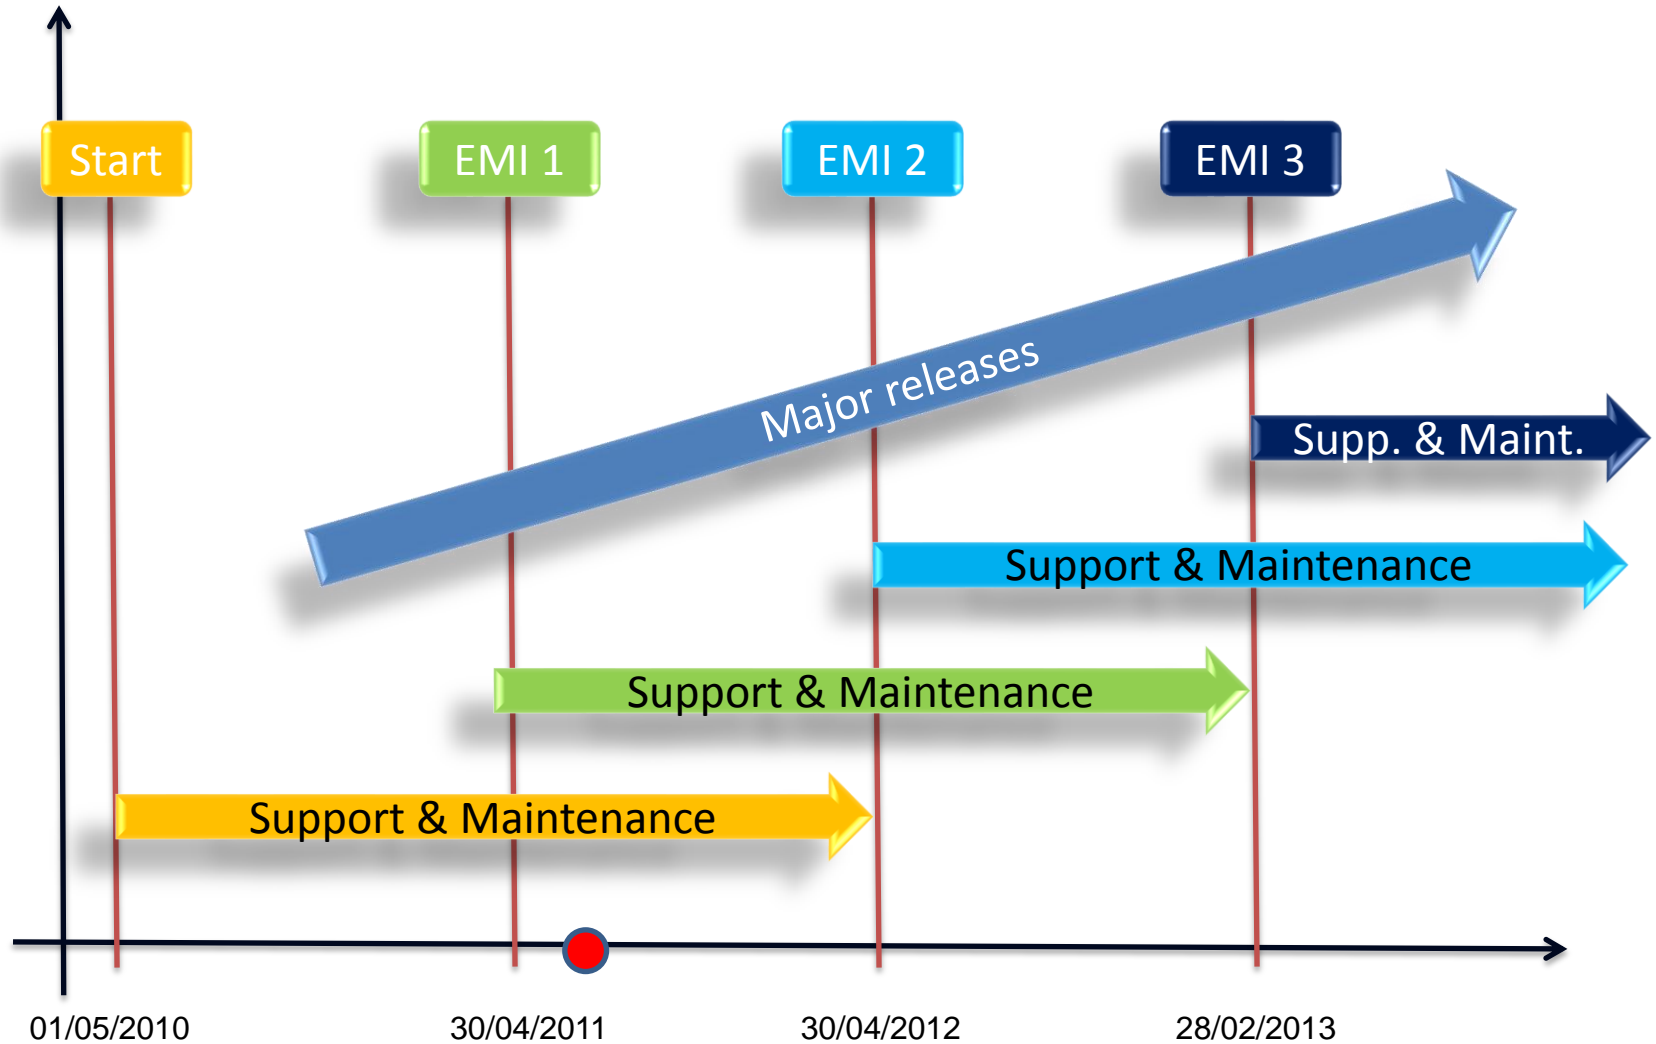 Start
EMI 1
EMI 2
EMI 3
Major releases
Supp. & Maint.
Support & Maintenance
Support & Maintenance
Support & Maintenance
01/05/2010
30/04/2011
30/04/2012
28/02/2013